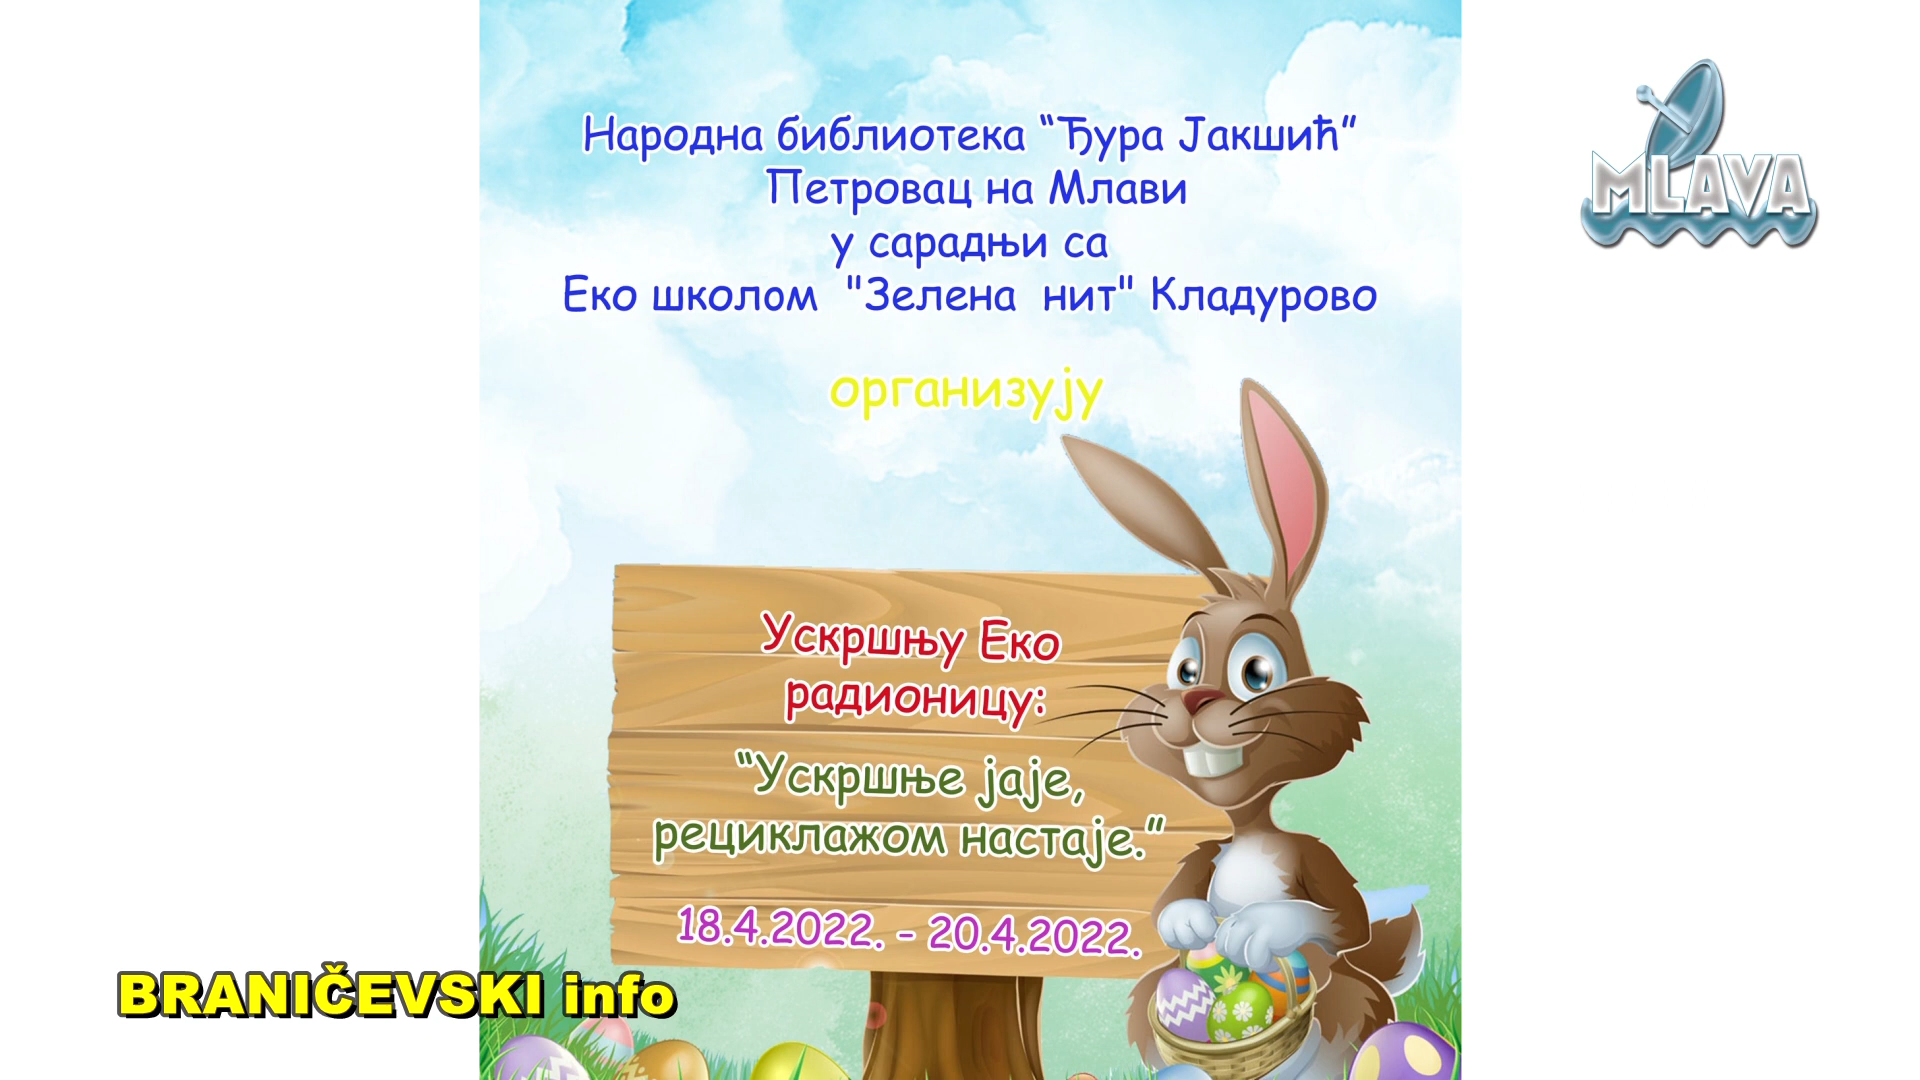 Народна библиотека “Ђура Јакшић”
Петровац на Млави
у сарадњи са
Еко школом "Зелена нит" Кладурово
организују
Ускршњу Еко
радионицу:
“Ускршње јаје,
рециклажом настаје.”
18.4.2022. - 20.4.2022.
MLAVA
BRANIČEVSKI info